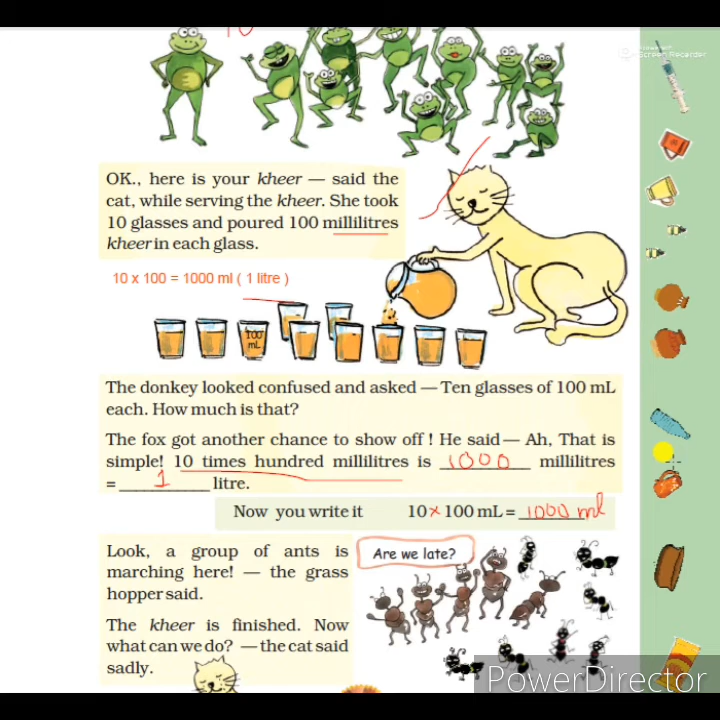 10
OK., here is your kheer — said the
cat, while serving the kheer. She took
10 glasses and poured 100 millilitres
kheer in each glass.
10 x 100 = 1000 ml ( 1 litre )
100
mL
The donkey looked confused and asked — Ten glasses of 100 mL
each. How much is that?
The fox got another chance to show off ! He said — Ah, That is
simple! 10 times hundred millilitres is 1000 millilitres
= 1 litre.
Now you write it 10 × 100 mL = 1000 ml
Look, a group of ants is
marching here! — the grass
hopper said.
Are we late?
The kheer is finished. Now
what can we do? — the cat said
sadly.
Screen Recorder
PowerDirector